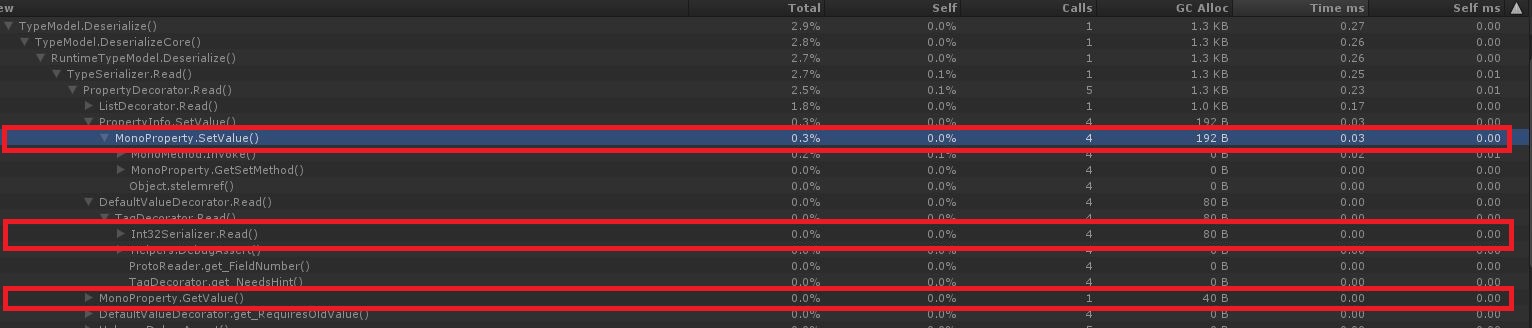 ew Total Self Calls GC Alloc Time ms Self ms
TypeModel.Deserialize() 2.9% 0.0% 1 1.3 KB 0.27 0.00
TypeModel.DeserializeCore() 2.8% 0.0% 1 1.3 KB 0.26 0.00
RuntimeTypeModel.Deserialize() 2.7% 0.0% 1 1.3 KB 0.26 0.00
TypeSerializer.Read() 2.7% 0.1% 1 1.3 KB 0.25 0.01
PropertyDecorator.Read() 2.5% 0.1% 5 1.3 KB 0.23 0.01
ListDecorator.Read() 1.8% 0.0% 1 1.0 KB 0.17 0.00
PropertyInfo.SetValue() 0.3% 0.0% 4 192 B 0.03 0.00
MonoProperty.SetValue() 0.3% 0.0% 4 192 B 0.03 0.00
MonoMethod.Invoke() 0.2% 0.1% 4 0 B 0.02 0.01
MonoProperty.GetSetMethod() 0.0% 0.0% 4 0 B 0.00 0.00
Object.stelemref() 0.0% 0.0% 4 0 B 0.00 0.00
DefaultValueDecorator.Read() 0.0% 0.0% 4 80 B 0.00 0.00
TagDecorator.Read() 0.0% 0.0% 4 80 B 0.00 0.00
Int32Serializer.Read() 0.0% 0.0% 4 80 B 0.00 0.00
Helpers.DebugAssert() 0.0% 0.0% 4 0 B 0.00 0.00
ProtoReader.get_FieldNumber() 0.0% 0.0% 4 0 B 0.00 0.00
TagDecorator.get_NeedsHint() 0.0% 0.0% 4 0 B 0.00 0.00
MonoProperty.GetValue() 0.0% 0.0% 1 40 B 0.00 0.00
DefaultValueDecorator.get_RequiresOldValue() 0.0% 0.0% 4 0 B 0.00 0.00